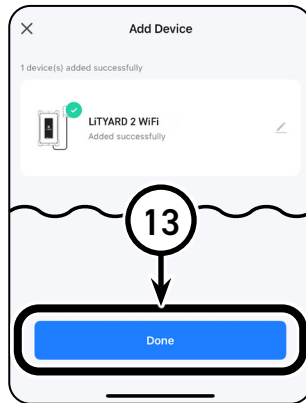 Add Device
1 device(s) added successfully
LiTYARD 2 WiFi
Added successfully
13
Done